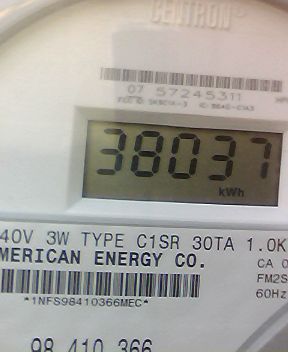 CENTRON
07 57245311
38037
kWh
40V 3W TYPE C1SR 30TA 1.0K
MERICAN ENERGY CO.
CA 0
FM2S
60Hz
*1NFS98410366MEC*
98 410 366